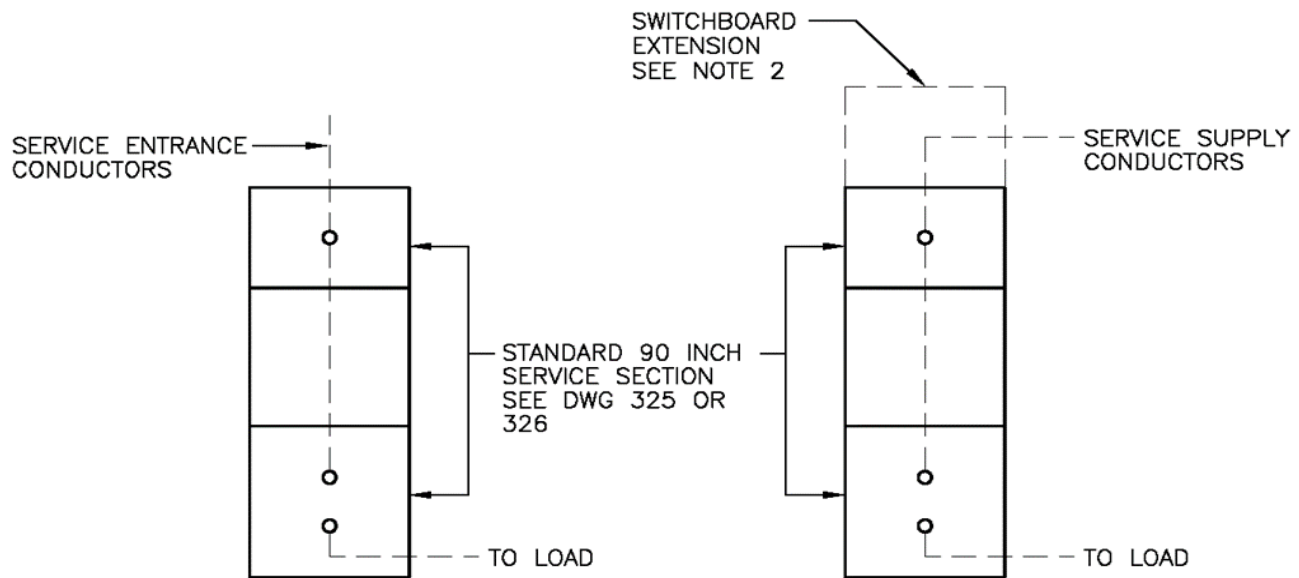 SWITCHBOARD
EXTENSION
SEE NOTE 2
SERVICE ENTRANCE
CONDUCTORS
SERVICE SUPPLY
CONDUCTORS
STANDARD 90 INCH
SERVICE SECTION
SEE DWG 325 OR
326
TO LOAD
TO LOAD